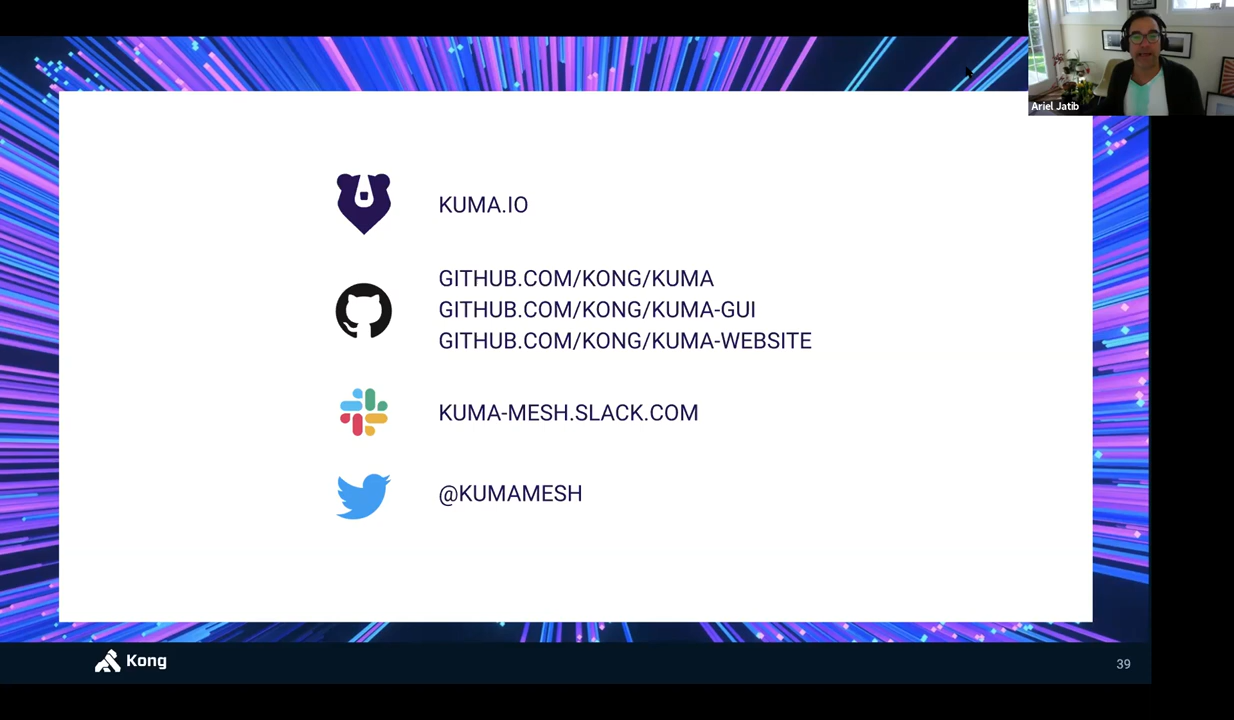 Ariel Jatib
KUMA.IO
GITHUB.COM/KONG/KUMA
GITHUB.COM/KONG/KUMA-GUI
GITHUB.COM/KONG/KUMA-WEBSITE
KUMA-MESH.SLACK.COM
@KUMAMESH
Kong
39